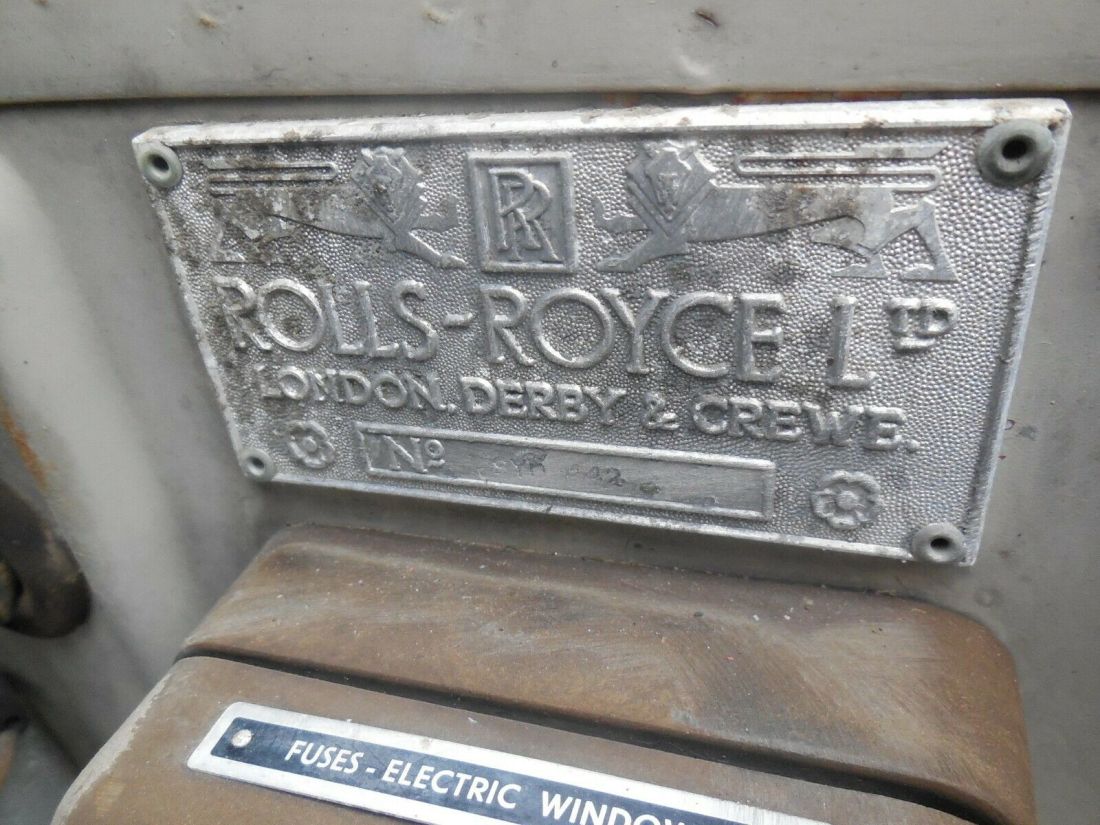 RR
ROLLS-ROYCE LTD
LONDON, DERBY & CREWE.
No
FUSES - ELECTRIC WINDOW